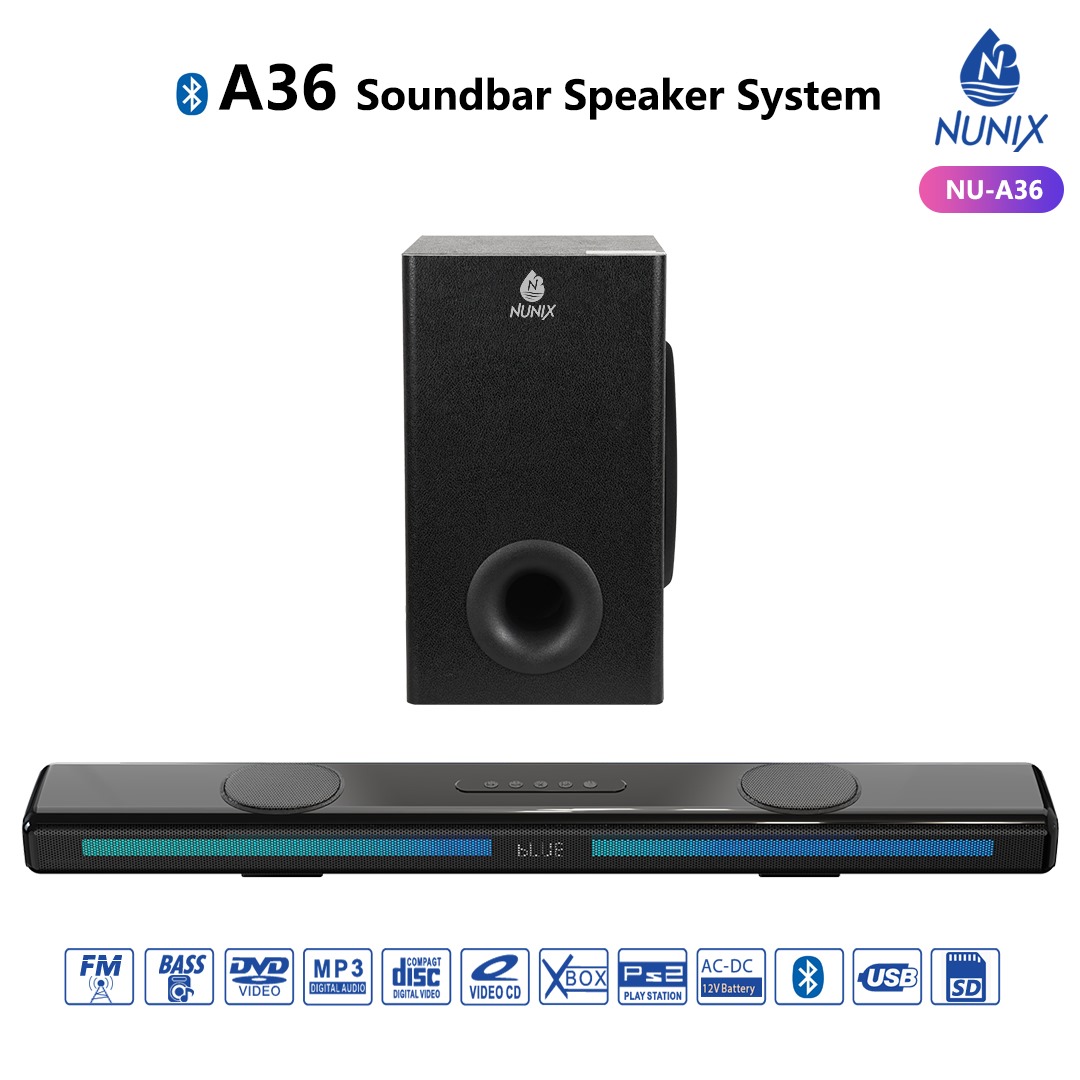 A36 Soundbar Speaker System
NUNIX
NU-A36
NUNIX
bLUE
FM
BASS
DVD
VIDEO
MP3
DIGITAL AUDIO
COMPACT
disc
DIGITAL VIDEO
VIDEO CD
XBOX
PS2
PLAY STATION
AC-DC
12V Battery
USB
SD